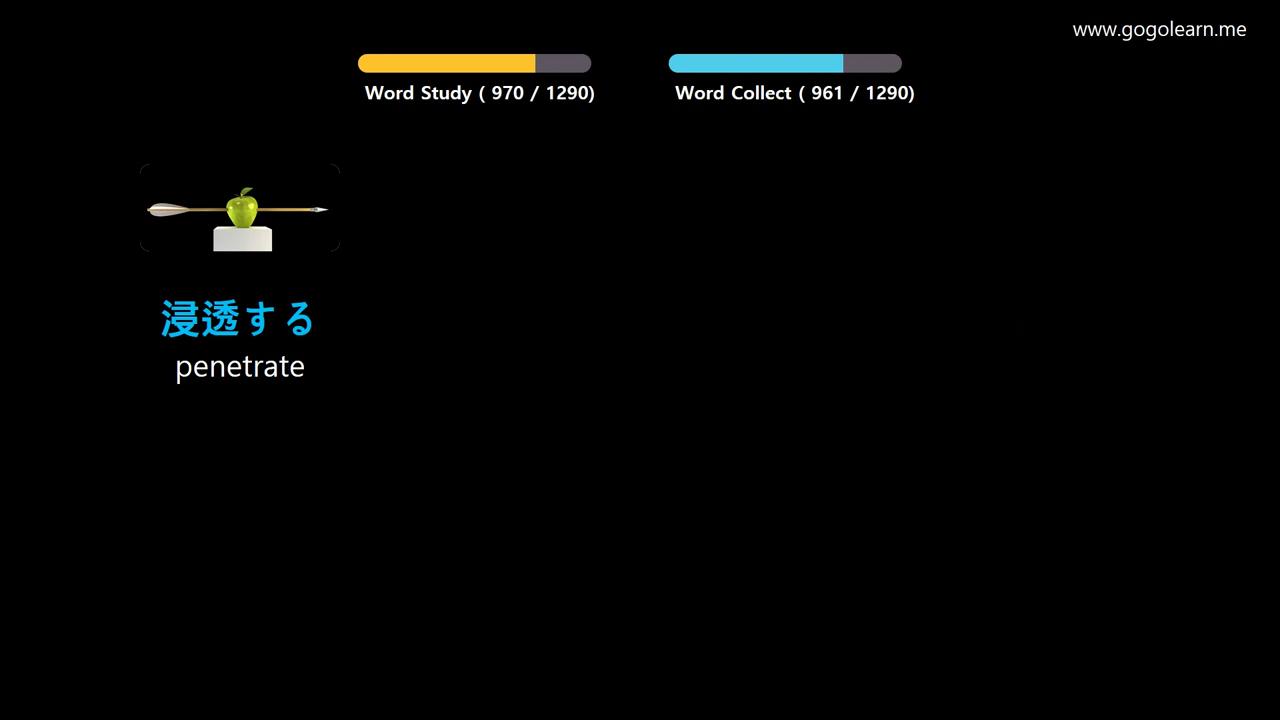 www.gogolearn.me
Word Study ( 970 / 1290)
Word Collect ( 961 / 1290)
浸透する
penetrate